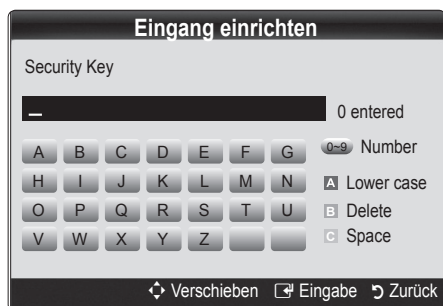 Eingang einrichten
Security Key
_
0 entered
A B C D E F G
0~9 Number
H I J K L M N
A Lower case
O P Q R S T U
B Delete
V W X Y Z
C Space
Verschieben Eingabe Zurück